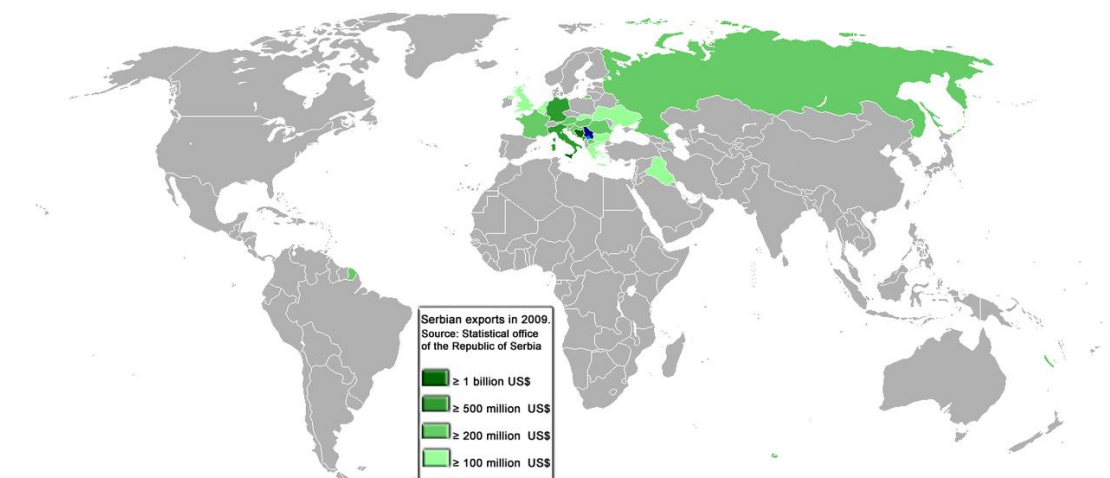 Serbian exports in 2009.
Source: Statistical office
of the Republic of Serbia
≥ 1 billion US$
≥ 500 million US$
≥ 200 million US$
≥ 100 million US$